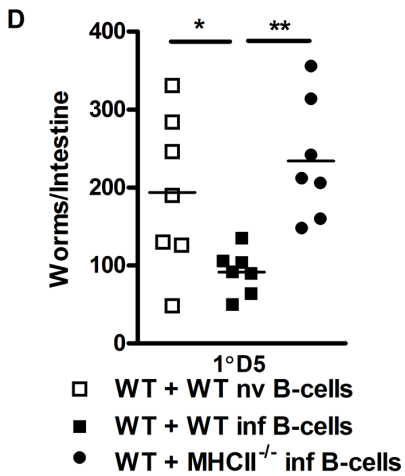 D
* **
400
300
200
100
0
Worms/Intestine
1°D5
WT + WT nv B-cells
WT + WT inf B-cells
WT + MHCII-/- inf B-cells